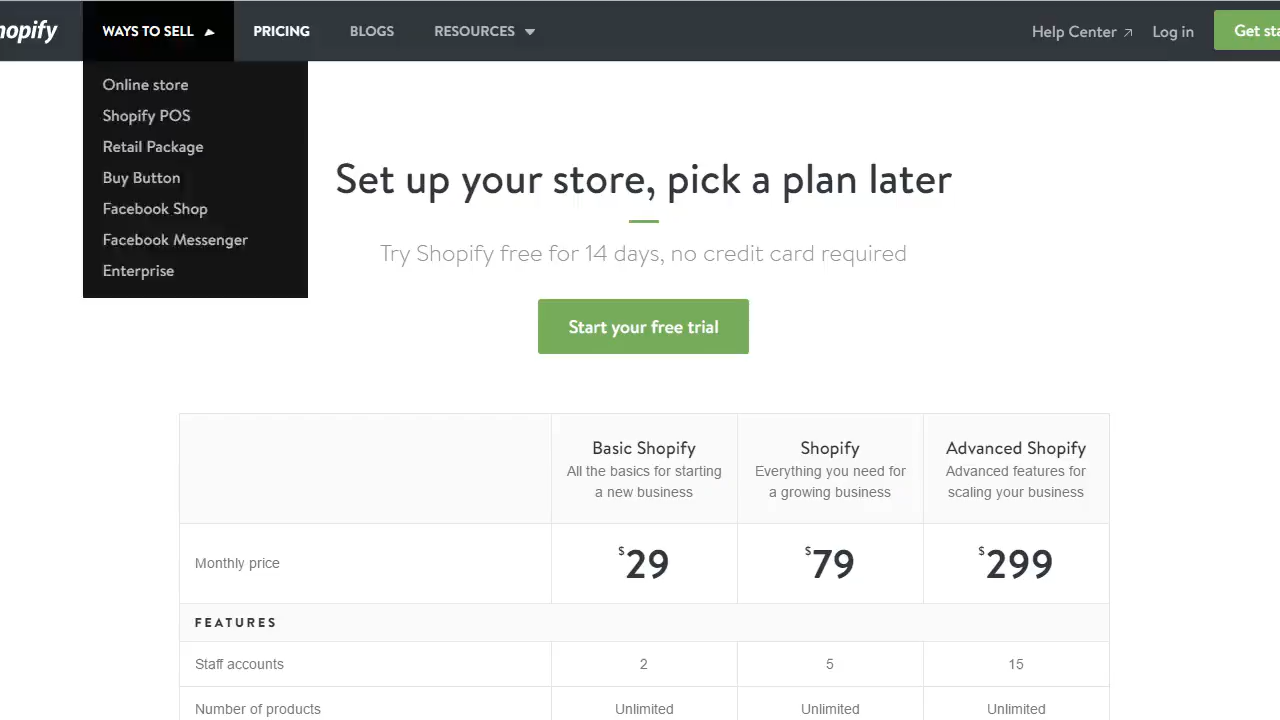 hopify WAYS TO SELL PRICING BLOGS RESOURCES Help Center Log in Get sta
Online store
Shopify POS
Retail Package
Buy Button
Facebook Shop
Facebook Messenger
Enterprise
Set up your store, pick a plan later
Try Shopify free for 14 days, no credit card required
Start your free trial
Basic Shopify Shopify Advanced Shopify
All the basics for starting Everything you need for Advanced features for
a new business a growing business scaling your business
Monthly price $29 $79 $299
FEATURES
Staff accounts 2 5 15
Number of products Unlimited Unlimited Unlimited